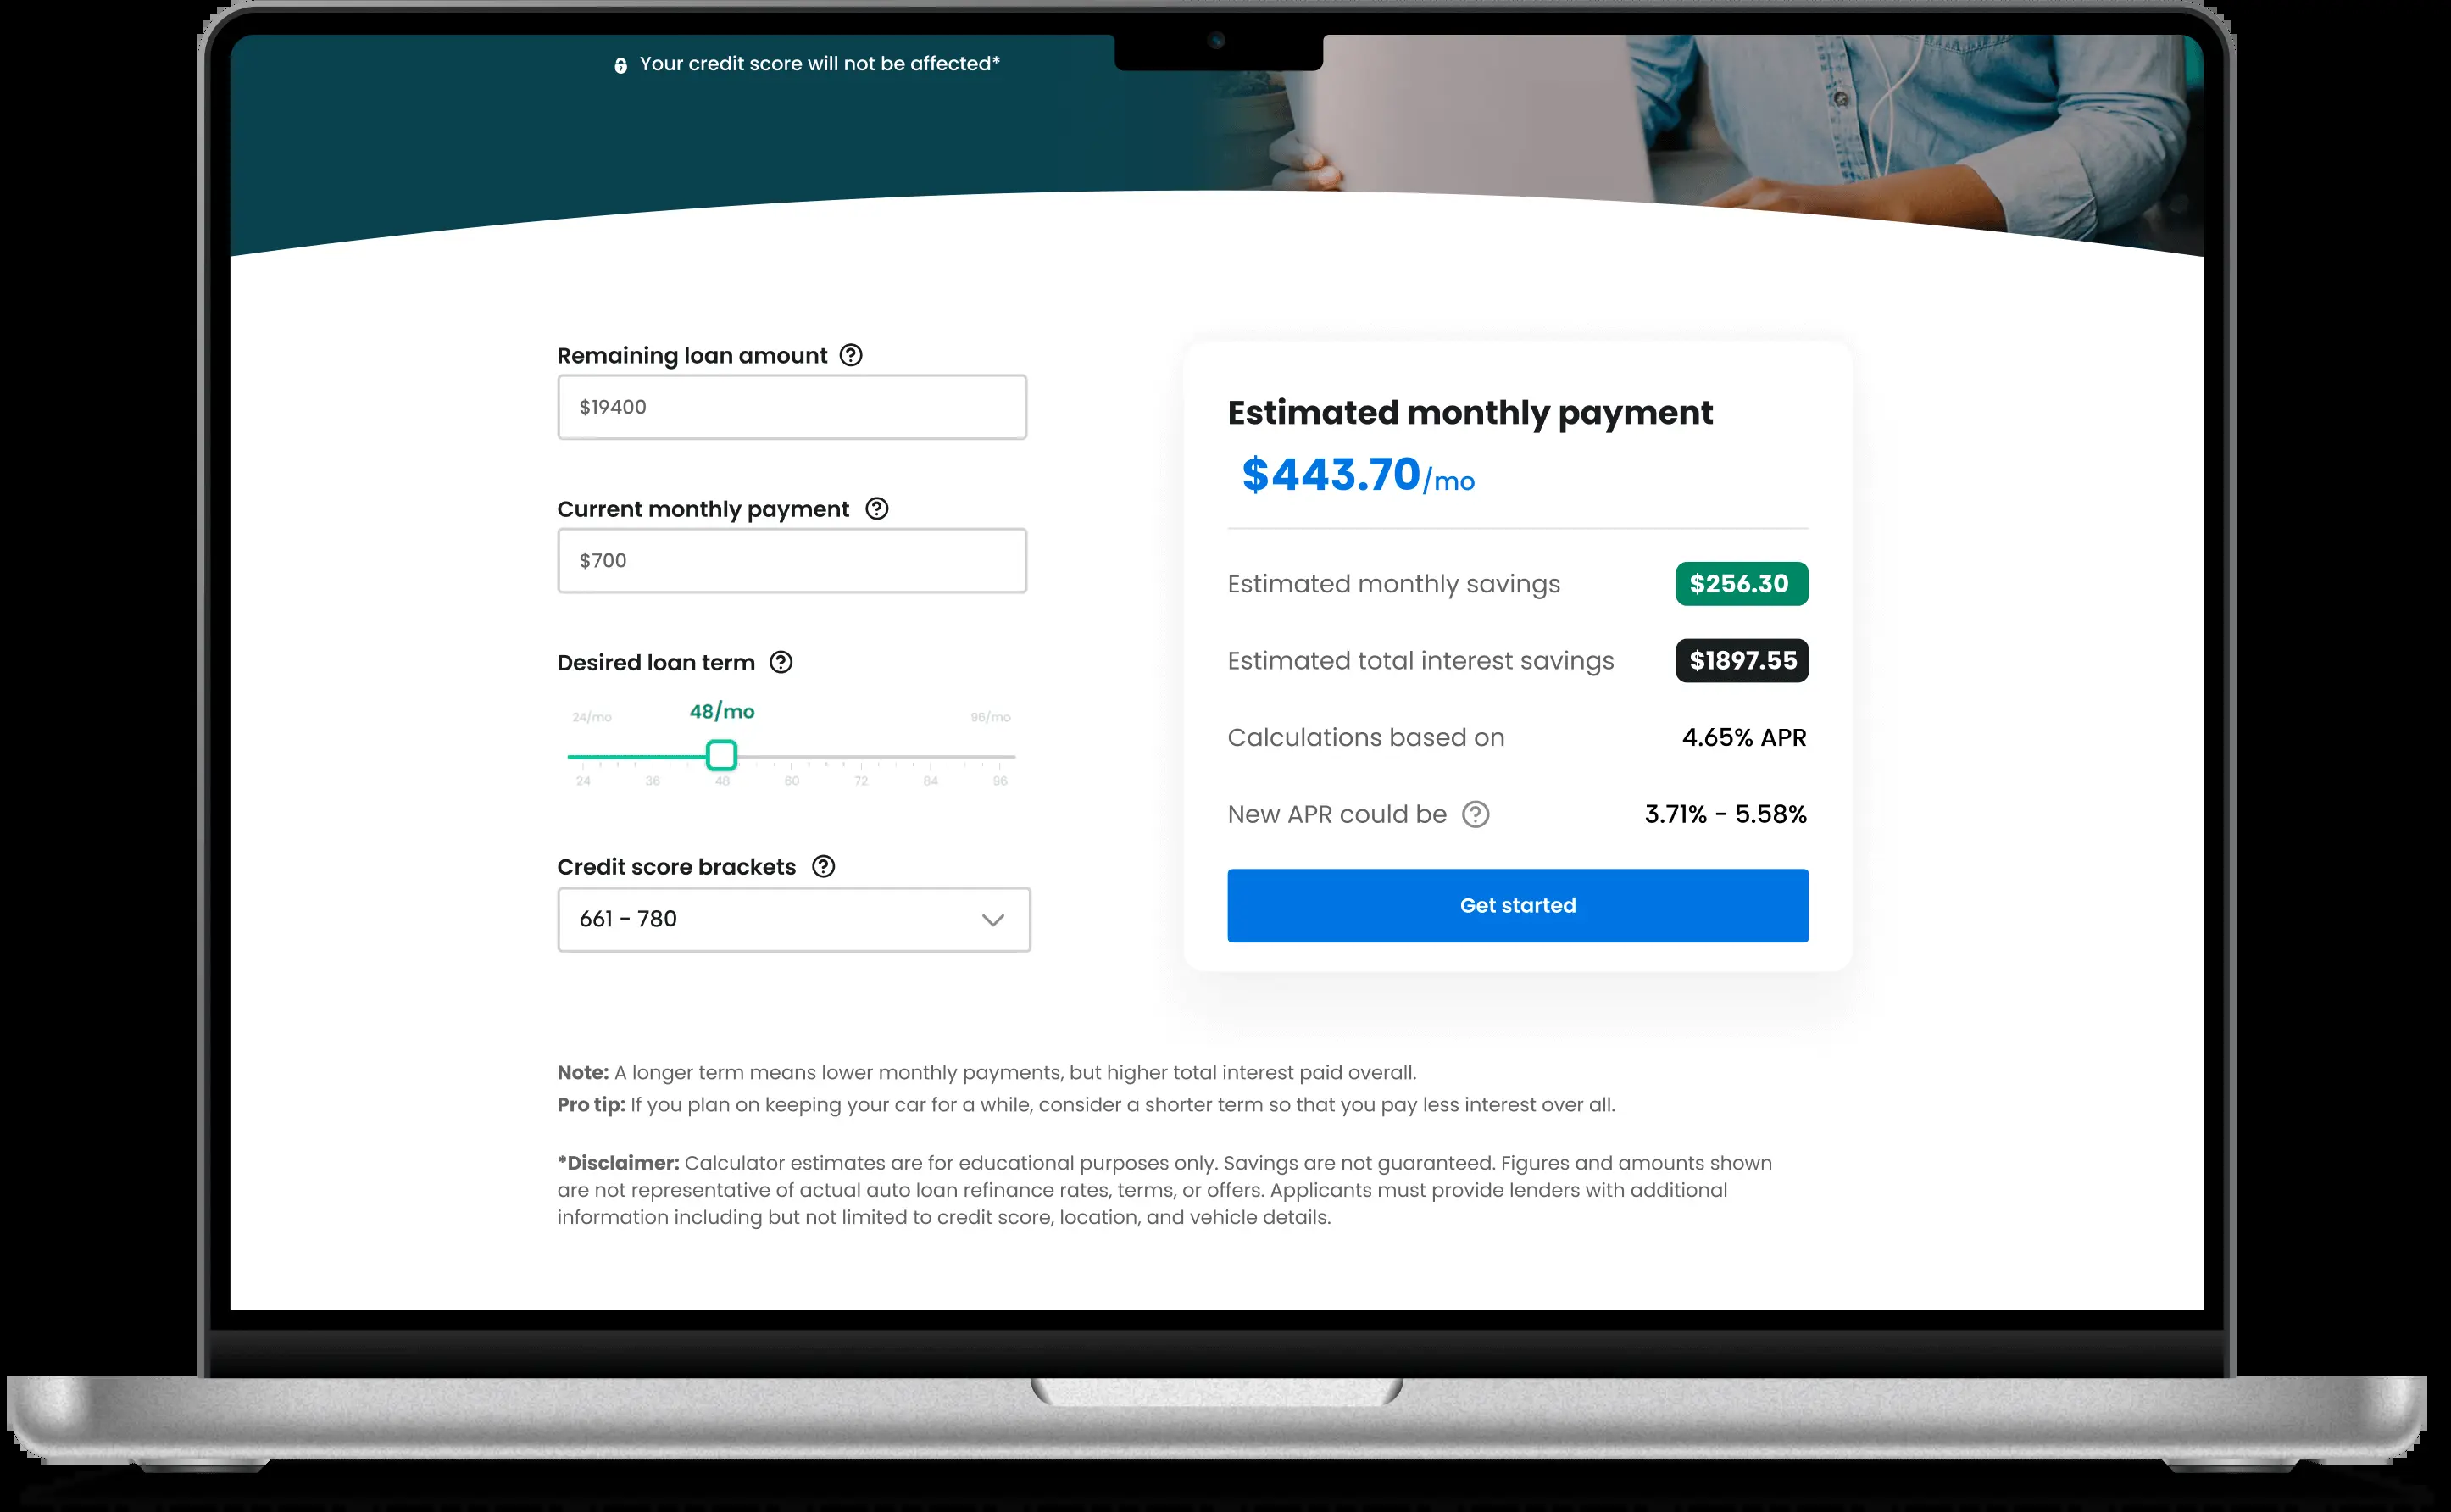 Your credit score will not be affected*
Remaining loan amount
$19400
Current monthly payment
$700
Desired loan term
24/mo
48/mo
96/mo
24 36 48 60 72 84 96
Credit score brackets
661 - 780
Estimated monthly payment
$443.70/mo
Estimated monthly savings $256.30
Estimated total interest savings $1897.55
Calculations based on 4.65% APR
New APR could be 3.71% - 5.58%
Get started
Note: A longer term means lower monthly payments, but higher total interest paid overall.
Pro tip: If you plan on keeping your car for a while, consider a shorter term so that you pay less interest over all.
*Disclaimer: Calculator estimates are for educational purposes only. Savings are not guaranteed. Figures and amounts shown
are not representative of actual auto loan refinance rates, terms, or offers. Applicants must provide lenders with additional
information including but not limited to credit score, location, and vehicle details.